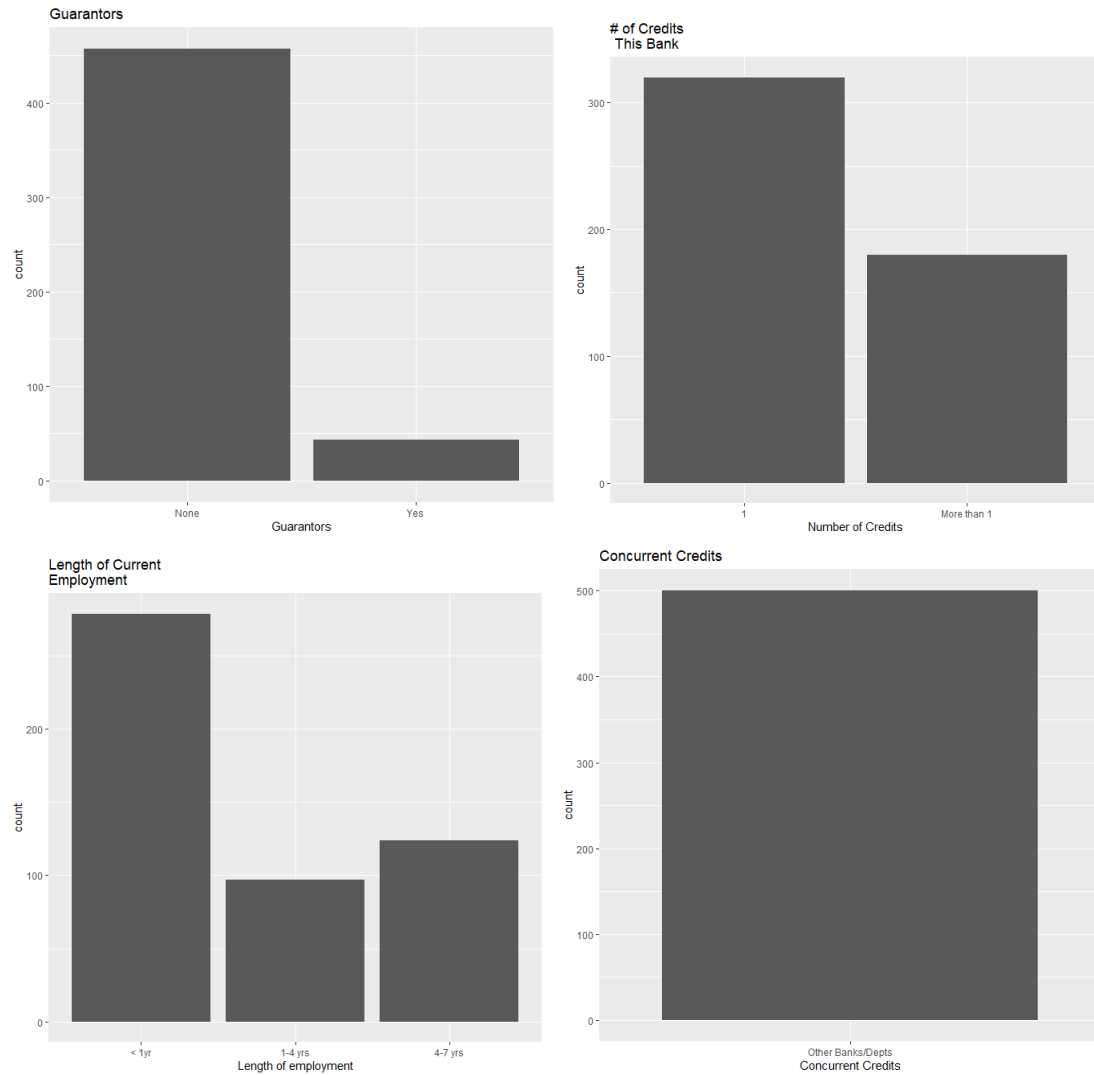 Guarantors
count
400
300
200
100
0
None
Yes
Guarantors
# of Credits
This Bank
count
300
200
100
0
1
More than 1
Number of Credits
Length of Current
Employment
count
200
100
0
< 1yr
1-4 yrs
4-7 yrs
Length of employment
Concurrent Credits
count
500
400
300
200
100
0
Other Banks/Depts
Concurrent Credits